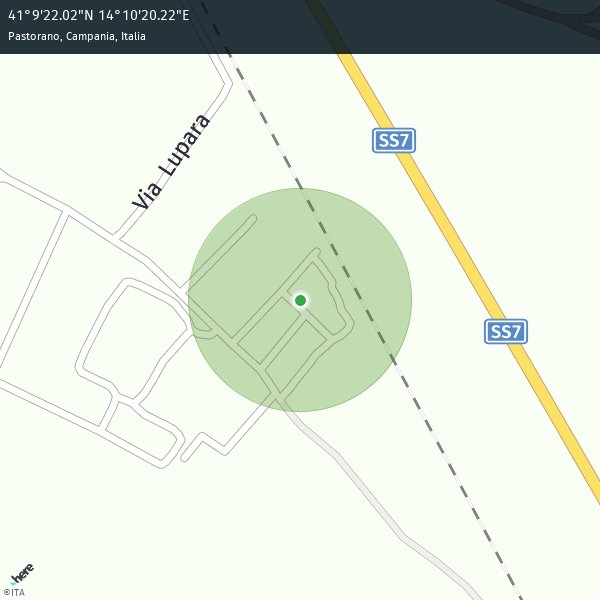 41°9'22.02"N 14°10'20.22"E
Pastorano, Campania, Italia
SS7
Via Lupara
SS7
here
©ITA